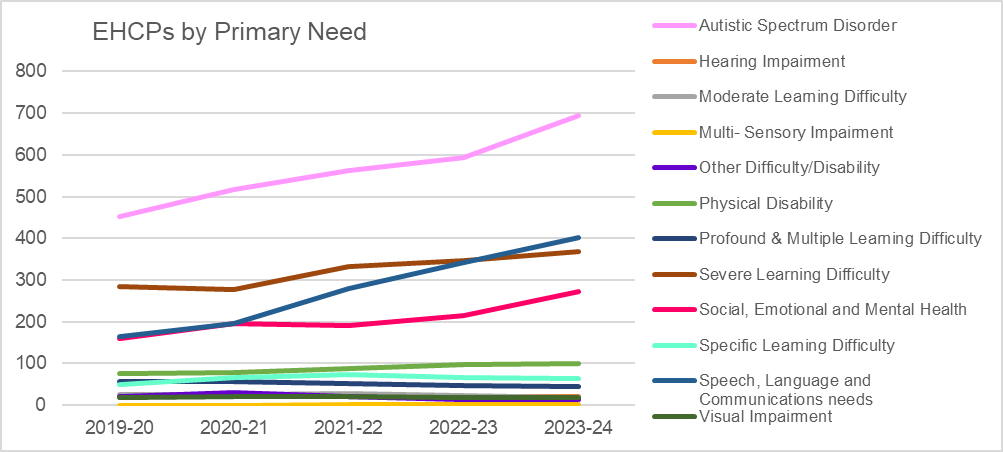 EHCPs by Primary Need
800
700
600
500
400
300
200
100
0
2019-20 2020-21 2021-22 2022-23 2023-24
Autistic Spectrum Disorder
Hearing Impairment
Moderate Learning Difficulty
Multi- Sensory Impairment
Other Difficulty/Disability
Physical Disability
Profound & Multiple Learning Difficulty
Severe Learning Difficulty
Social, Emotional and Mental Health
Specific Learning Difficulty
Speech, Language and
Communications needs
Visual Impairment